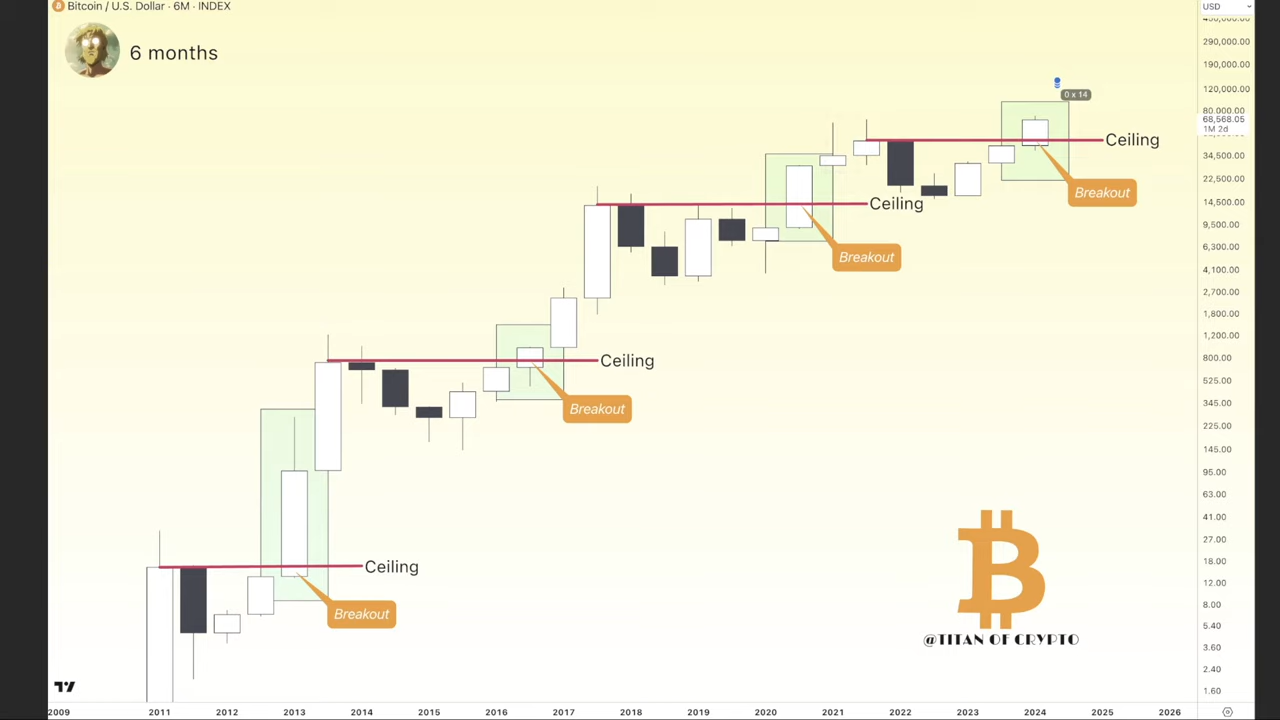 Bitcoin / U.S. Dollar · 6M · INDEX
USD
6 months
290,000.00
190,000.00
120,000.00
0 x 14
80,000.00
68,568.05
1M 2d
Ceiling
34,500.00
22,500.00
Breakout
14,500.00
Ceiling
9,500.00
6,300.00
Breakout
4,100.00
2,700.00
1,800.00
1,200.00
800.00
Ceiling
525.00
345.00
Breakout
225.00
145.00
95.00
63.00
41.00
27.00
18.00
Ceiling
12.00
8.00
Breakout
5.40
@TITAN OF CRYPTO
3.60
2.40
1.60
2009 2011 2012 2013 2014 2015 2016 2017 2018 2019 2020 2021 2022 2023 2024 2025 2026